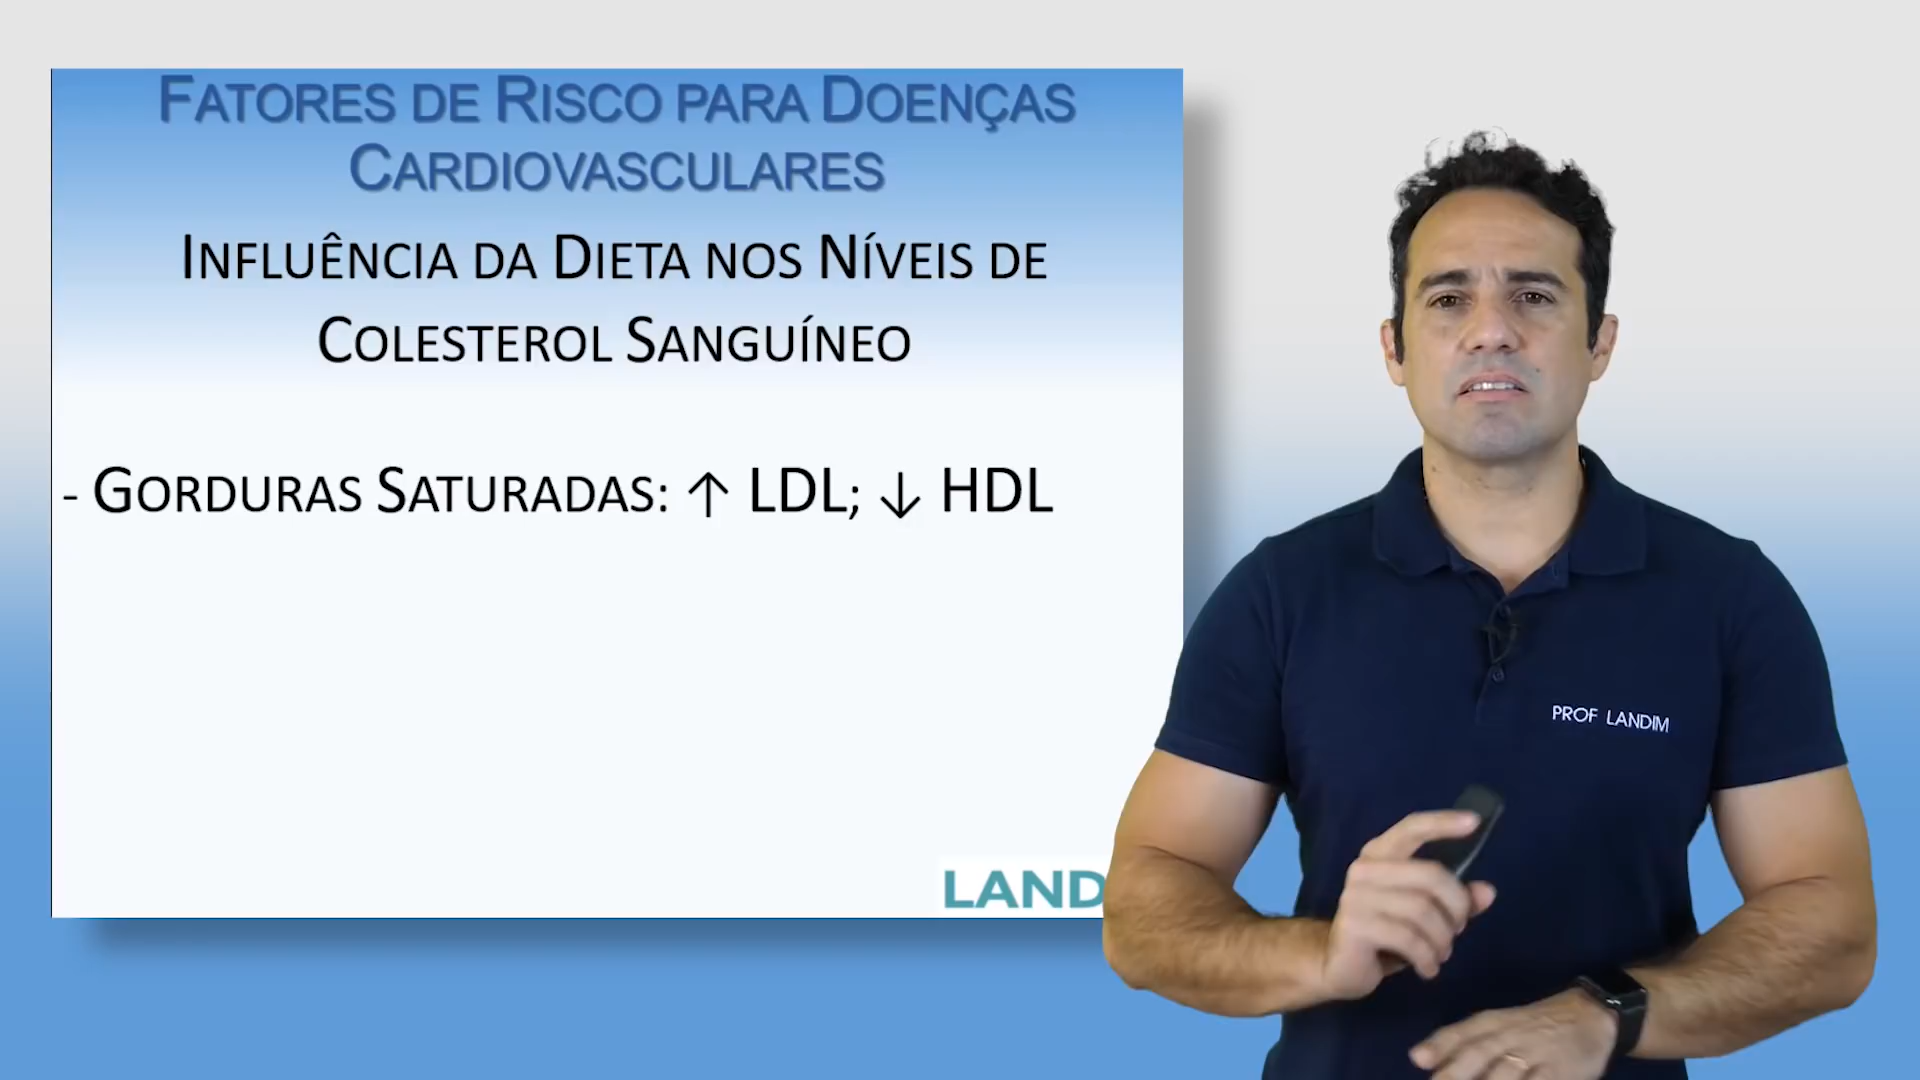 FATORES DE RISCO PARA DOENÇAS
CARDIOVASCULARES
INFLUÊNCIA DA DIETA NOS NÍVEIS DE
COLESTEROL SANGUÍNEO
- GORDURAS SATURADAS: ↑ LDL; ↓ HDL
LAND
PROF LANDIM